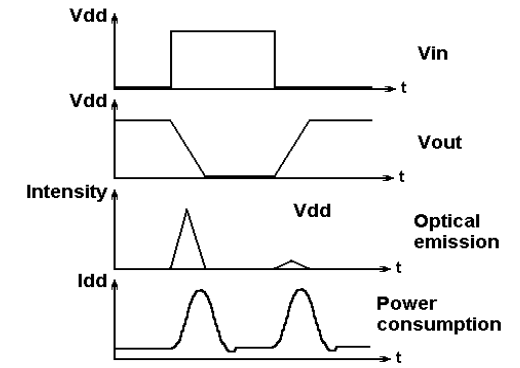 Vdd
Vin
t
Vdd
Vout
t
Intensity
Vdd
Optical
emission
t
Idd
Power
consumption
t